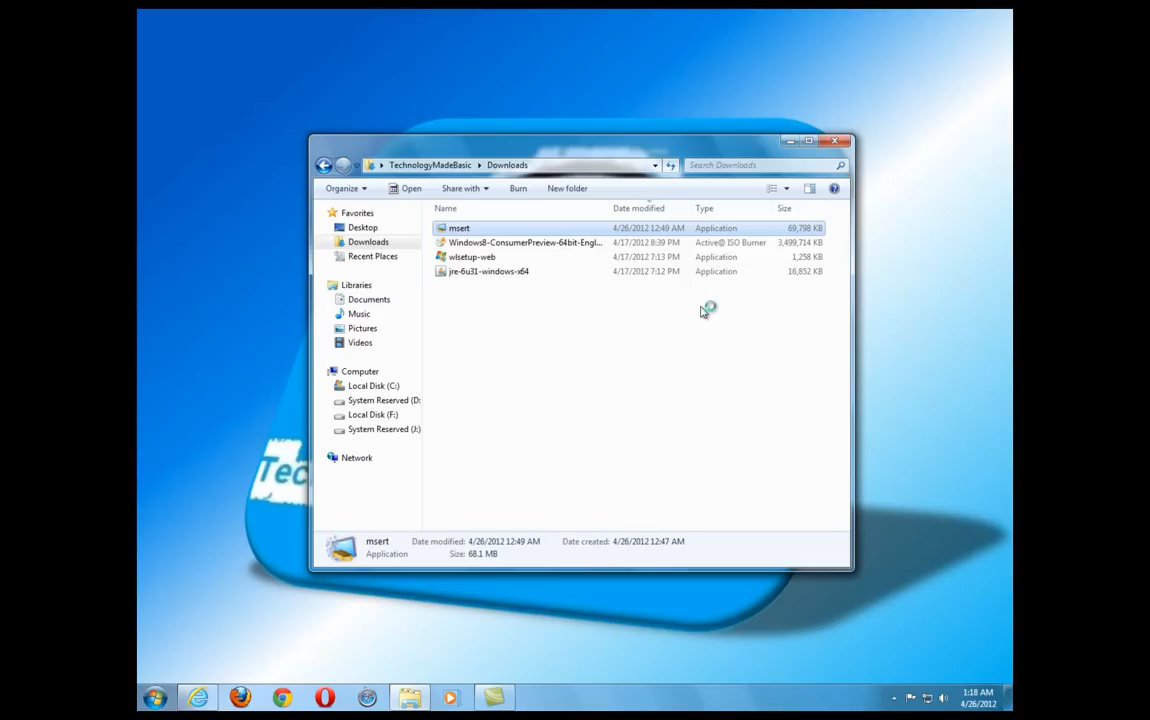 TechnologyMadeBasic Downloads
Search Downloads
Organize Open Share with Burn New folder
Name Date modified Type Size
Favorites
Desktop
Downloads
Recent Places
Libraries
Documents
Music
Pictures
Videos
Computer
Local Disk (C:)
System Reserved (D:
Local Disk (F:)
System Reserved (J:)
Network
msert 4/26/2012 12:49 AM Application 69,798 KB
Windows8-ConsumerPreview-64bit-Engl... 4/17/2012 8:39 PM Active@ ISO Burner 3,499,714 KB
wlsetup-web 4/17/2012 7:13 PM Application 1,258 KB
jre-6u31-windows-x64 4/17/2012 7:12 PM Application 16,852 KB
msert Date modified: 4/26/2012 12:49 AM Date created: 4/26/2012 12:47 AM
Application Size: 68.1 MB
Tec
1:18 AM
4/26/2012